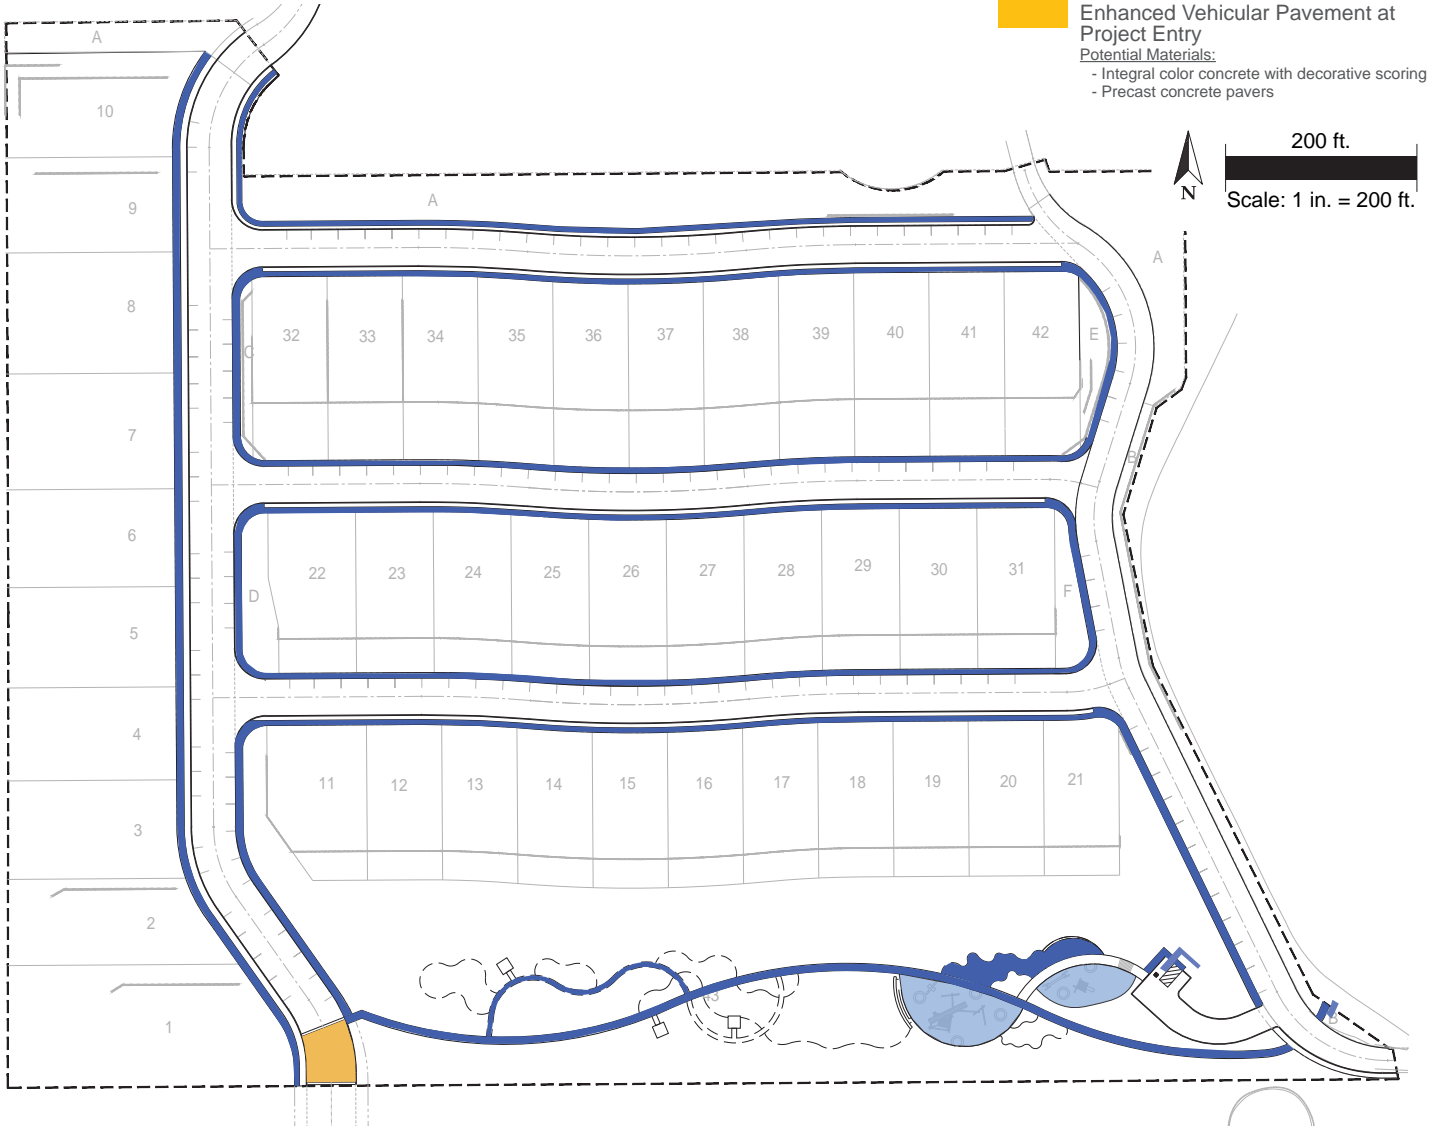 Enhanced Vehicular Pavement at
Project Entry
Potential Materials:
- Integral color concrete with decorative scoring
- Precast concrete pavers
200 ft.
N
Scale: 1 in. = 200 ft.
A
10
9
A
8
A
C
32
33
34
35
36
37
38
39
40
41
42
E
7
B
6
D
22
23
24
25
26
27
28
29
30
31
F
5
4
11
12
13
14
15
16
17
18
19
20
21
3
2
43
1
B